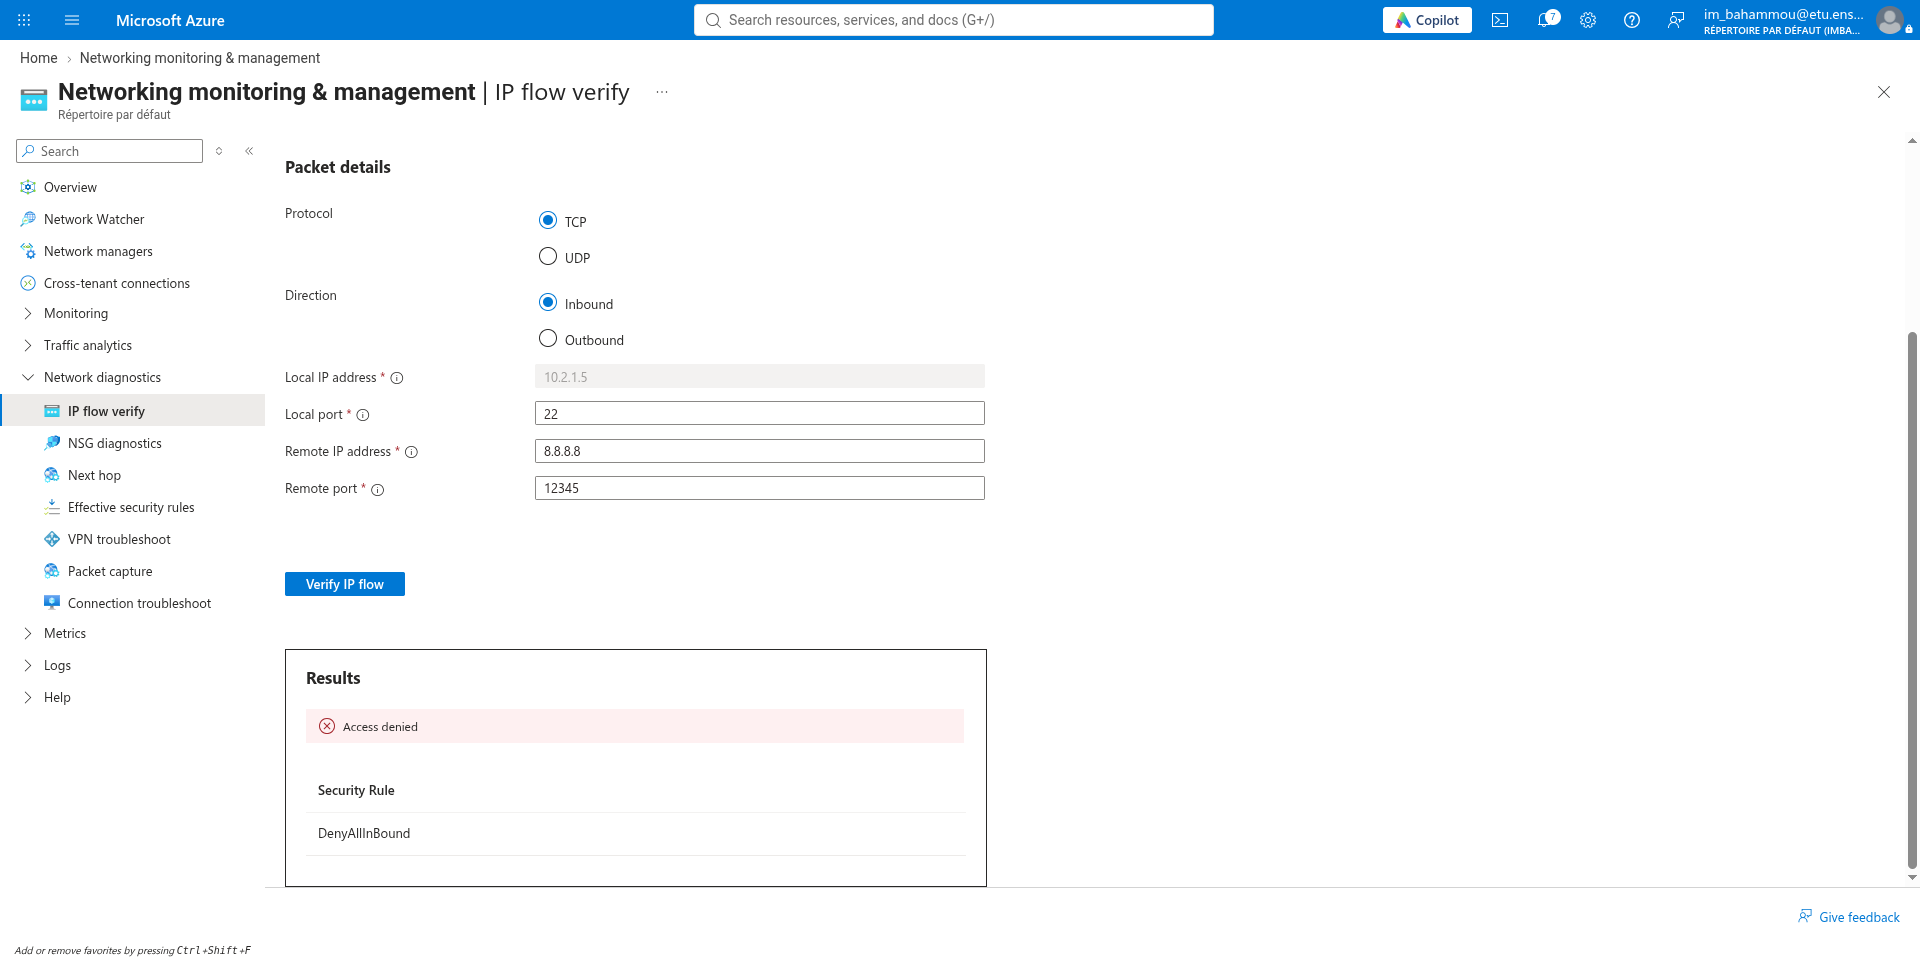 Microsoft Azure
Search resources, services, and docs (G+/)
Copilot
7
im_bahammou@etu.ens...
RÉPERTOIRE PAR DÉFAUT (IMBA...
Home > Networking monitoring & management
Networking monitoring & management | IP flow verify ...
Répertoire par défaut
Search
Overview
Network Watcher
Network managers
Cross-tenant connections
Monitoring
Traffic analytics
Network diagnostics
IP flow verify
NSG diagnostics
Next hop
Effective security rules
VPN troubleshoot
Packet capture
Connection troubleshoot
Metrics
Logs
Help
Packet details
Protocol
TCP
UDP
Direction
Inbound
Outbound
Local IP address *
10.2.1.5
Local port *
22
Remote IP address *
8.8.8.8
Remote port *
12345
Verify IP flow
Results
Access denied
Security Rule
DenyAllInBound
Give feedback
Add or remove favorites by pressing Ctrl+Shift+F